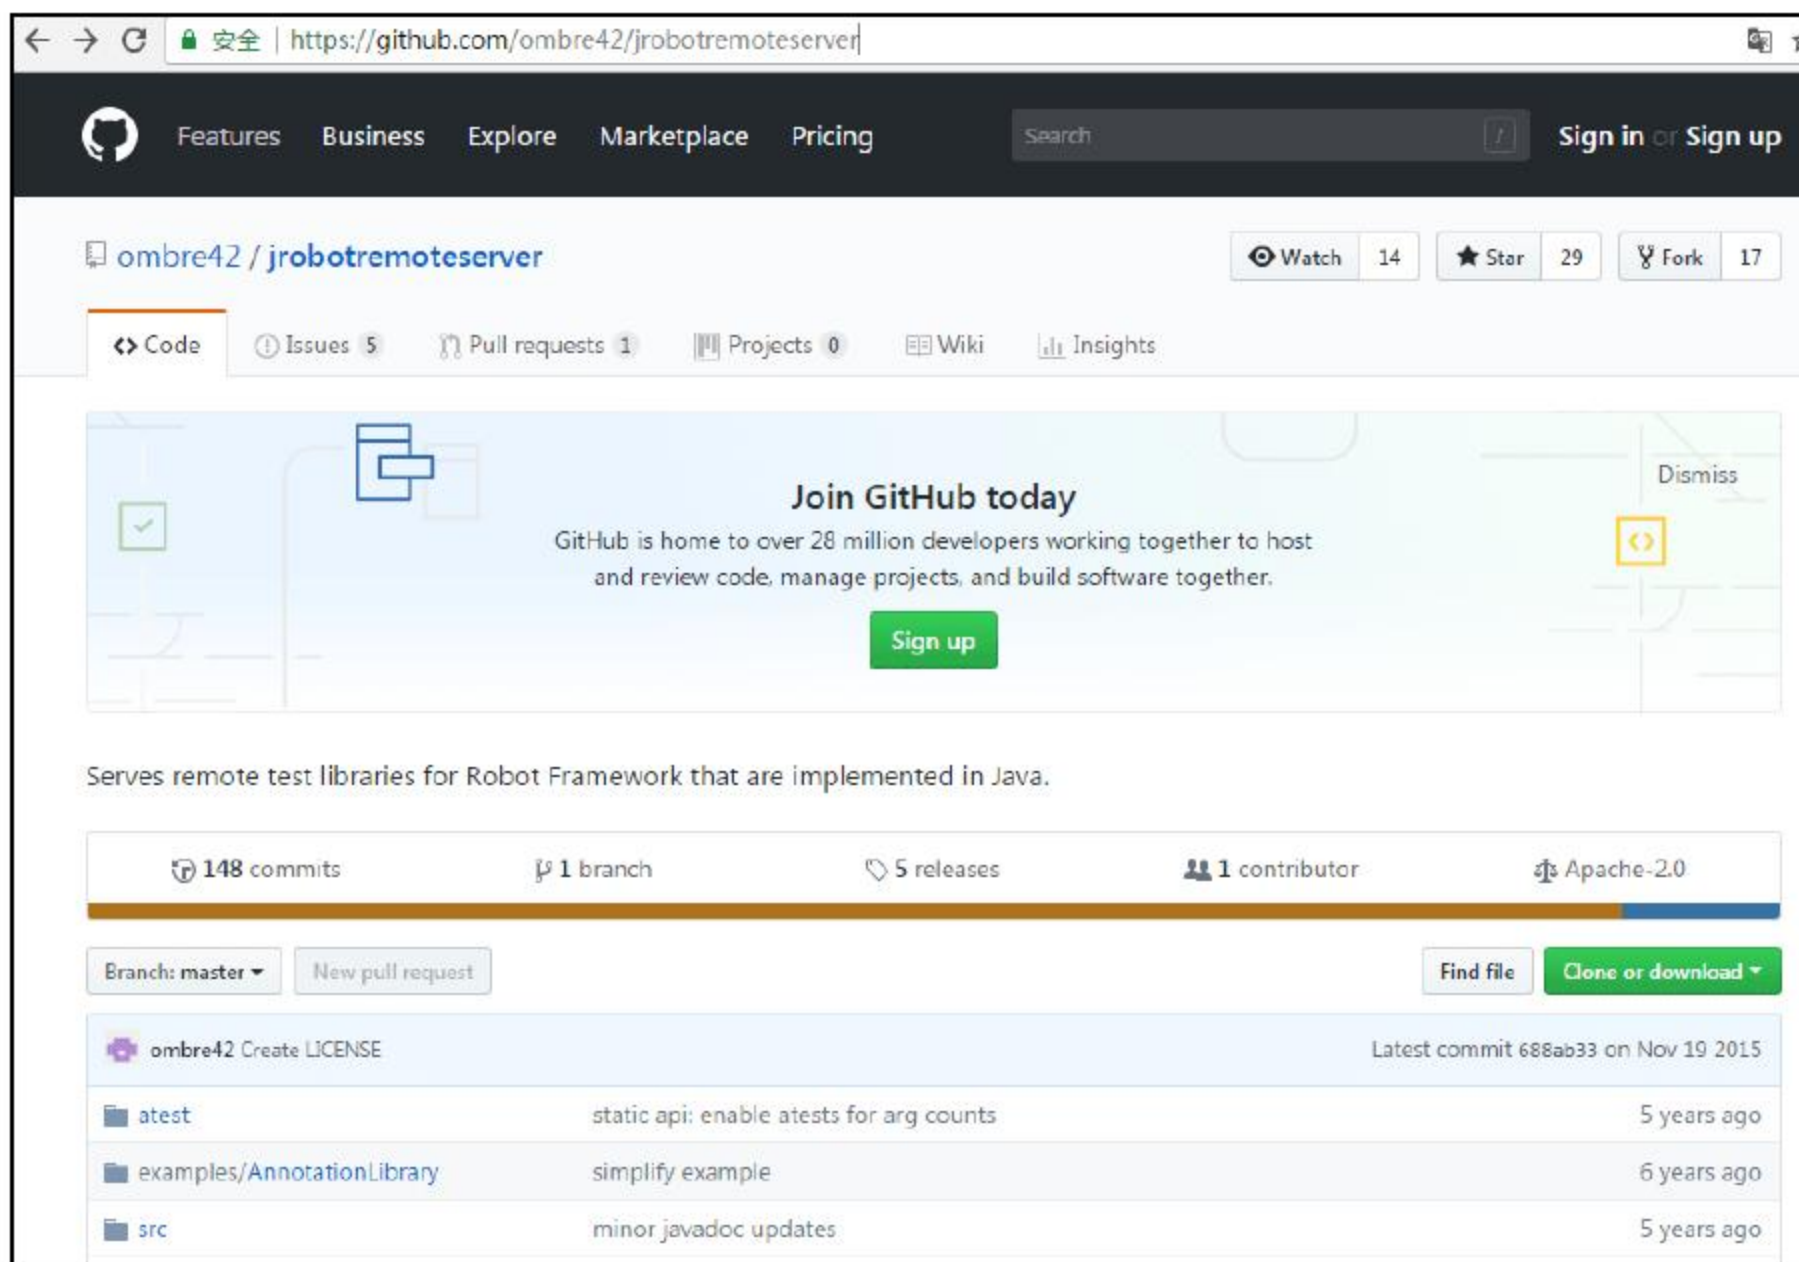 安全 | https://github.com/ombre42/jrobotremoteserver
Features Business Explore Marketplace Pricing Search / Sign in or Sign up
ombre42 / jrobotremoteserver Watch 14 Star 29 Fork 17
<> Code Issues 5 Pull requests 1 Projects 0 Wiki Insights
Dismiss
Join GitHub today
GitHub is home to over 28 million developers working together to host
and review code, manage projects, and build software together.
Sign up
Serves remote test libraries for Robot Framework that are implemented in Java.
148 commits 1 branch 5 releases 1 contributor Apache-2.0
Branch: master New pull request Find file Clone or download
ombre42 Create LICENSE Latest commit 688ab33 on Nov 19 2015
atest static api: enable atests for arg counts 5 years ago
examples/AnnotationLibrary simplify example 6 years ago
src minor javadoc updates 5 years ago